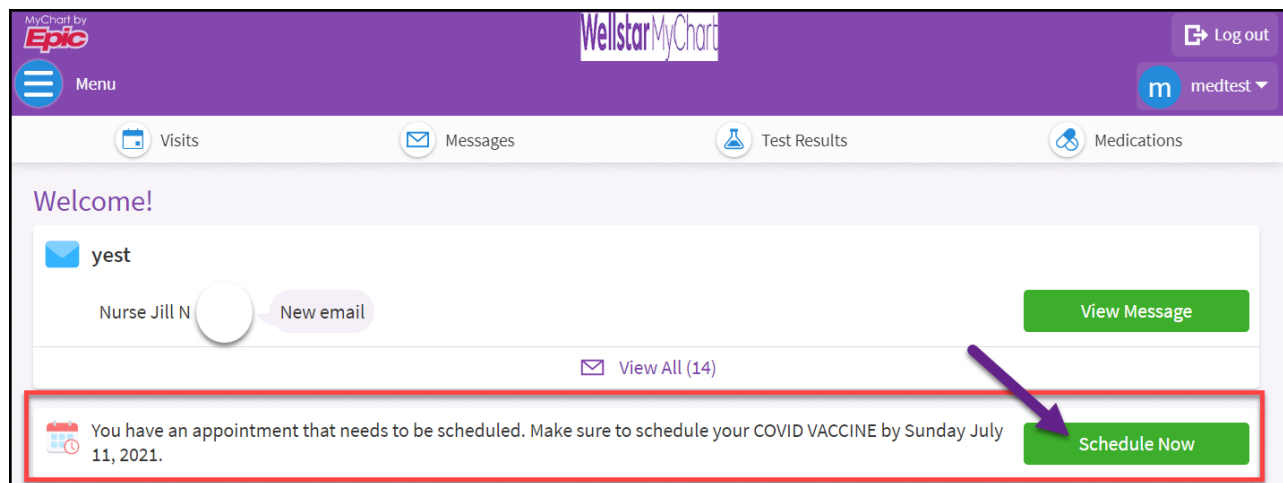 MyChart by
Epic
Wellstar MyChart
Log out
Menu
m medtest
Visits Messages Test Results Medications
Welcome!
yest
Nurse Jill N New email View Message
View All (14)
You have an appointment that needs to be scheduled. Make sure to schedule your COVID VACCINE by Sunday July
11, 2021.
Schedule Now